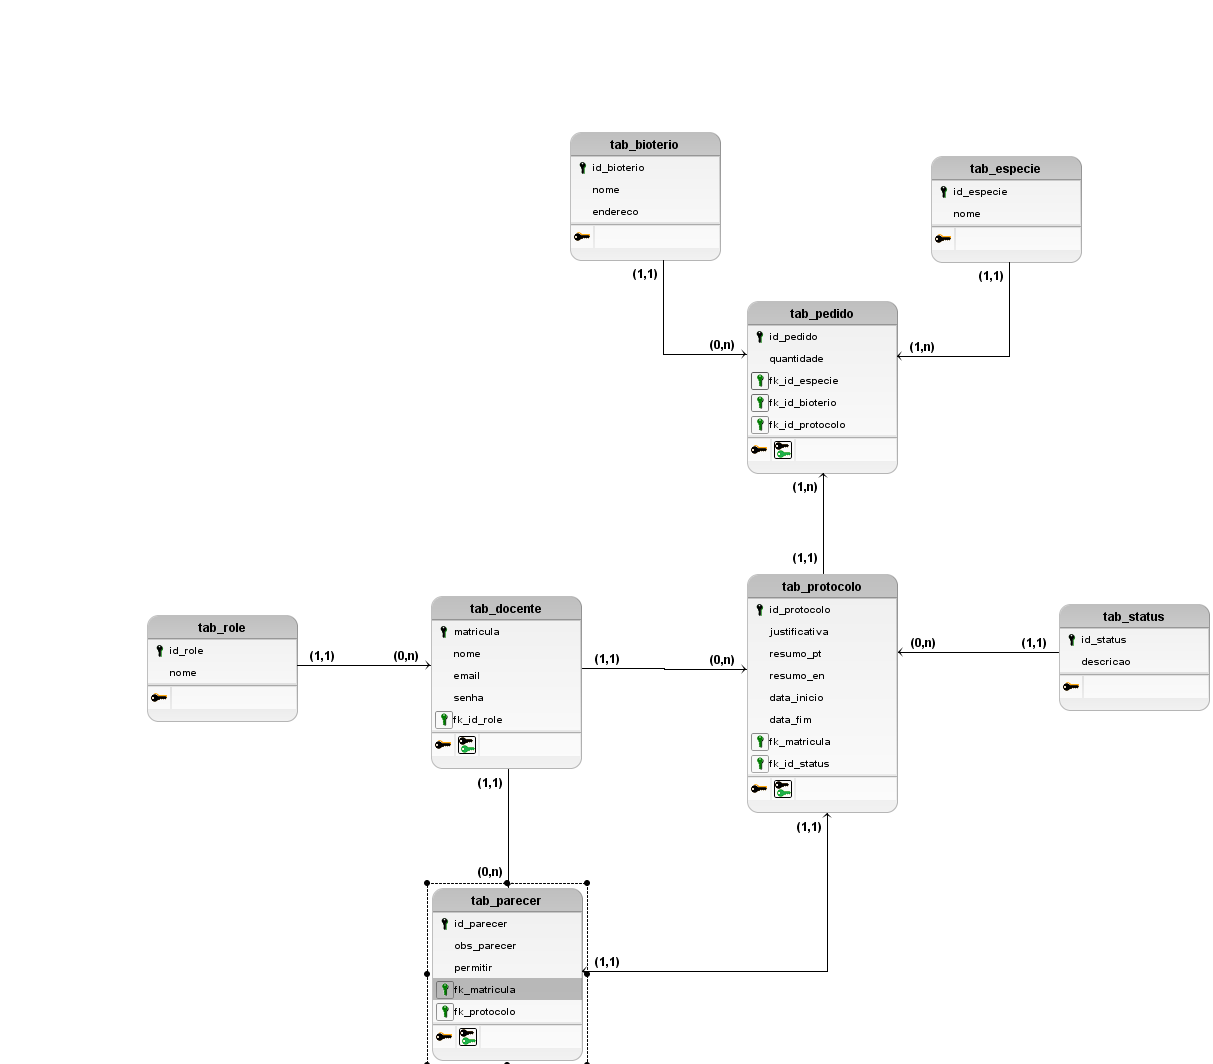 tab_bioterio
id_bioterio
nome
endereco
(1,1)
(0,n)
tab_especie
id_especie
nome
(1,1)
(1,n)
tab_pedido
id_pedido
quantidade
fk_id_especie
fk_id_bioterio
fk_id_protocolo
(1,n)
(1,1)
tab_role
id_role
nome
(1,1)
(0,n)
tab_docente
matricula
nome
email
senha
fk_id_role
(1,1)
(0,n)
tab_protocolo
id_protocolo
justificativa
resumo_pt
resumo_en
data_inicio
data_fim
fk_matricula
fk_id_status
(0,n)
(1,1)
tab_status
id_status
descricao
(1,1)
(0,n)
(1,1)
tab_parecer
id_parecer
obs_parecer
permitir
fk_matricula
fk_protocolo
(1,1)